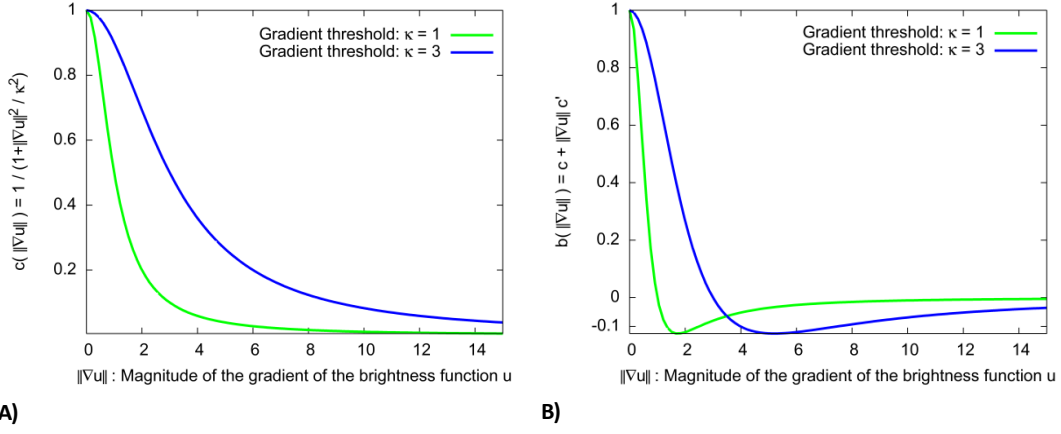 c( ‖∇u‖ ) = 1 / (1+‖∇u‖² / κ²)
1
0.8
0.6
0.4
0.2
Gradient threshold: κ = 1
Gradient threshold: κ = 3
0 2 4 6 8 10 12 14
‖∇u‖ : Magnitude of the gradient of the brightness function u
A)
b( ‖∇u‖ ) = c + ‖∇u‖ c'
1
0.8
0.6
0.4
0.2
0
-0.1
Gradient threshold: κ = 1
Gradient threshold: κ = 3
0 2 4 6 8 10 12 14
‖∇u‖ : Magnitude of the gradient of the brightness function u
B)